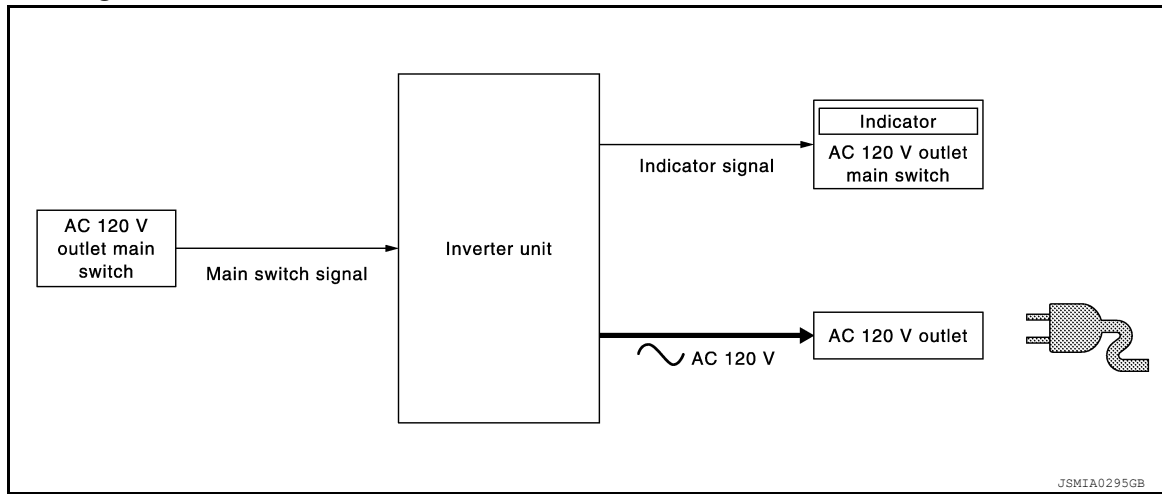 AC 120 V
outlet main
switch
Main switch signal
Inverter unit
Indicator signal
Indicator
AC 120 V outlet
main switch
AC 120 V
AC 120 V outlet
JSMIA0295GB